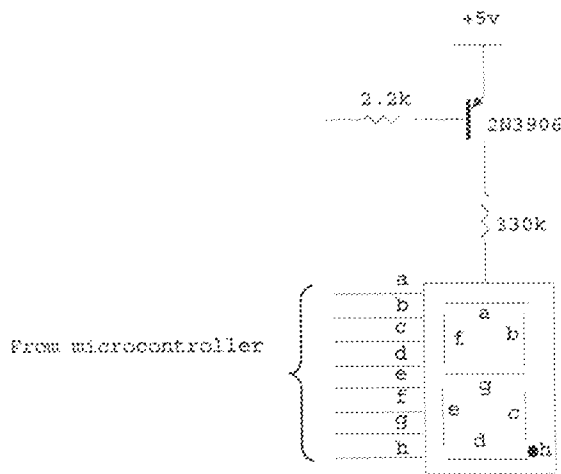 +5v
2.2k
2N3906
330k
a
b
c
d
e
f
g
h
From microcontroller
a
f
b
g
e
c
d
h